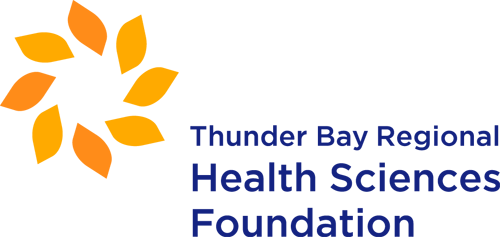 Thunder Bay Regional
Health Sciences
Foundation